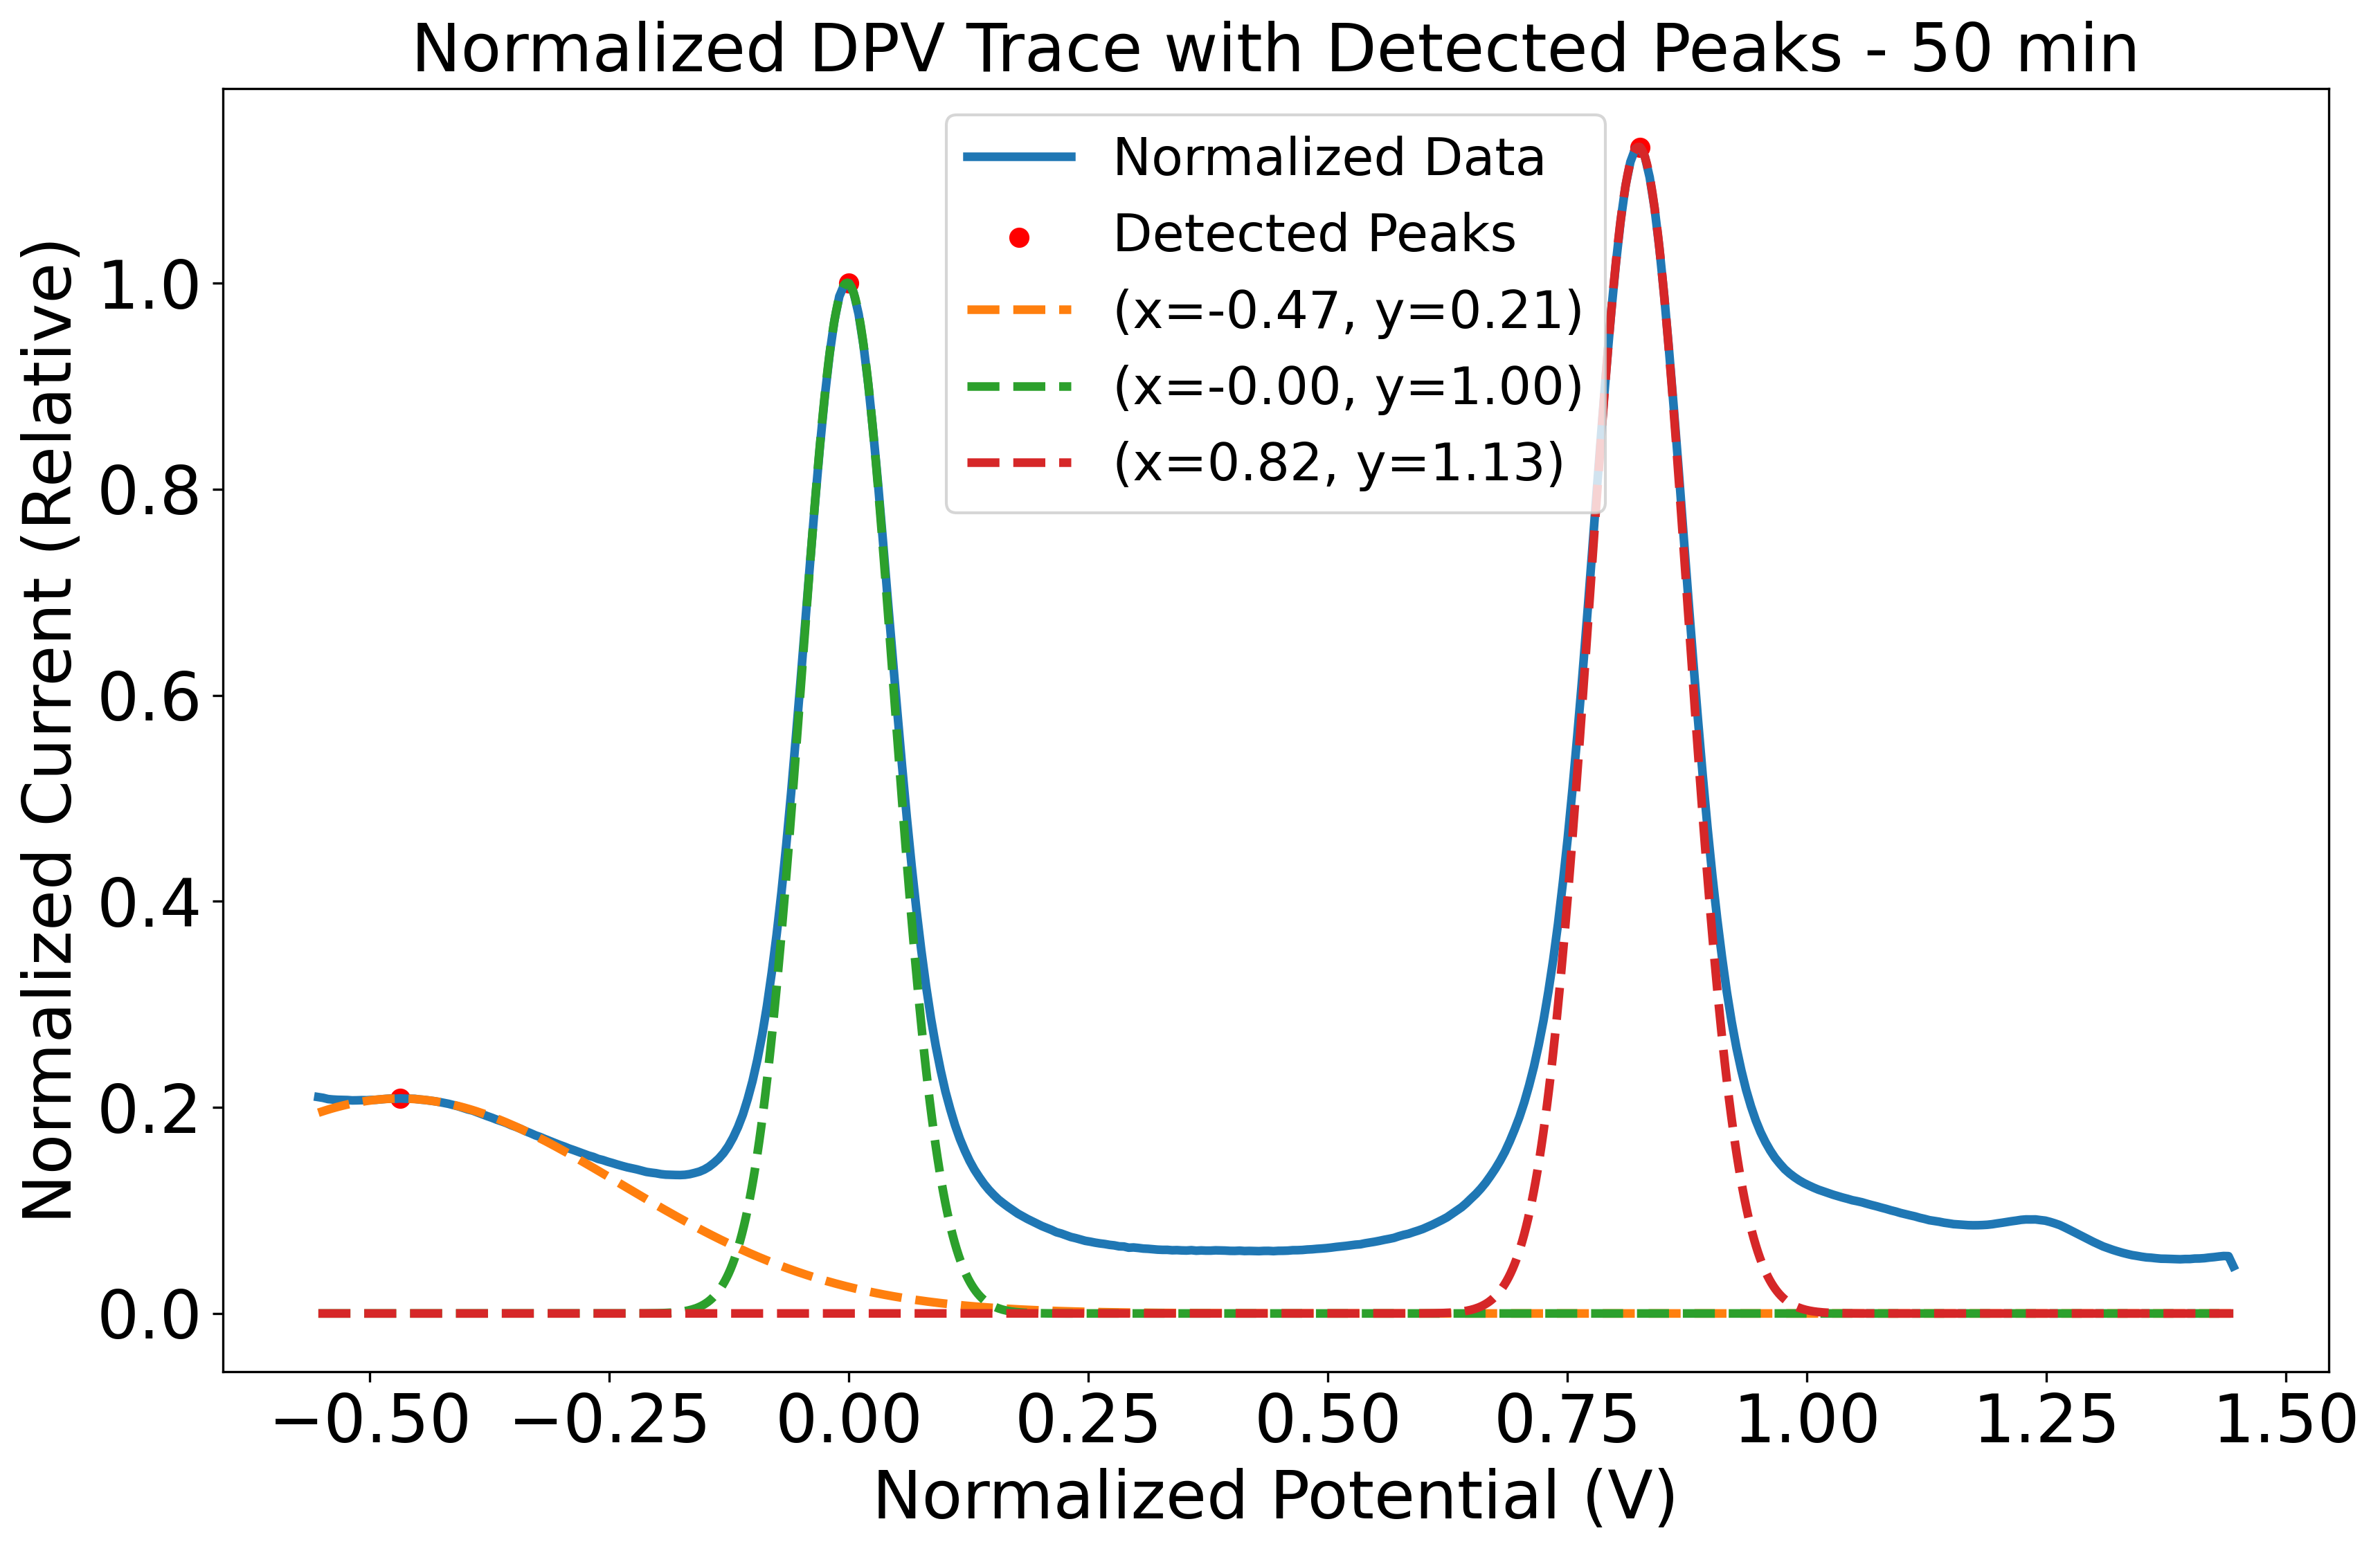 Normalized DPV Trace with Detected Peaks - 50 min
Normalized Current (Relative)
1.0
0.8
0.6
0.4
0.2
0.0
Normalized Data
Detected Peaks
(x=-0.47, y=0.21)
(x=-0.00, y=1.00)
(x=0.82, y=1.13)
−0.50 −0.25 0.00 0.25 0.50 0.75 1.00 1.25 1.50
Normalized Potential (V)